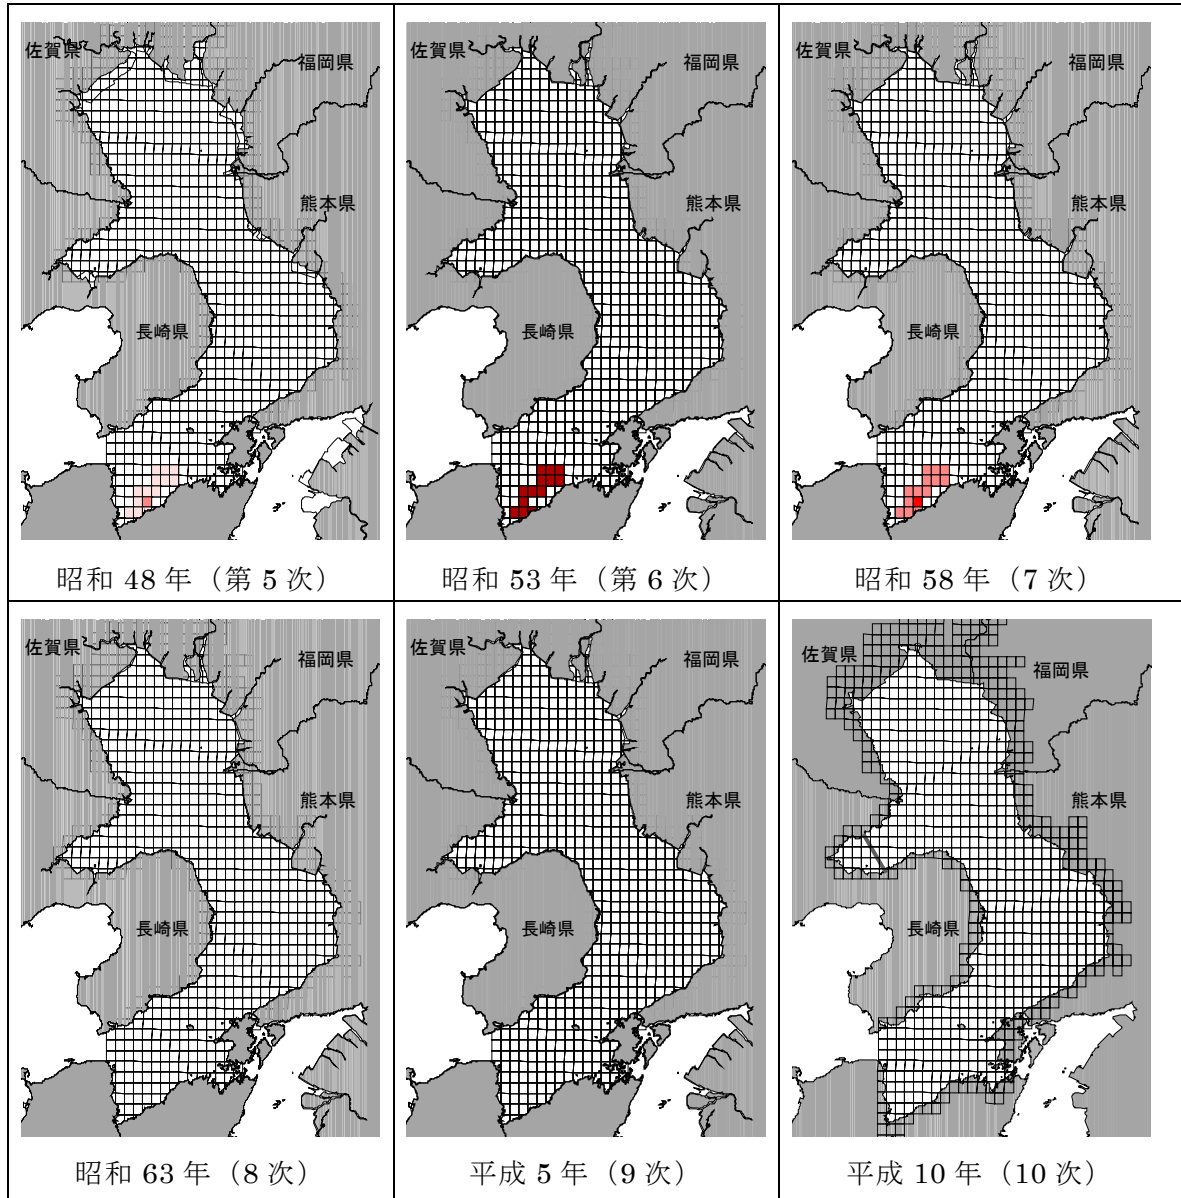 佐賀県
福岡県
熊本県
長崎県
昭和 48 年（第 5 次）
佐賀県
福岡県
熊本県
長崎県
昭和 53 年（第 6 次）
佐賀県
福岡県
熊本県
長崎県
昭和 58 年（7 次）
佐賀県
福岡県
熊本県
長崎県
昭和 63 年（8 次）
佐賀県
福岡県
熊本県
長崎県
平成 5 年（9 次）
佐賀県
福岡県
熊本県
長崎県
平成 10 年（10 次）